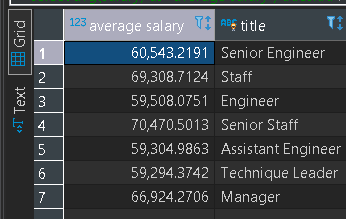 Grid
Text
123 average salary ABC title
1 60,543.2191 Senior Engineer
2 69,308.7124 Staff
3 59,508.0751 Engineer
4 70,470.5013 Senior Staff
5 59,304.9863 Assistant Engineer
6 59,294.3742 Technique Leader
7 66,924.2706 Manager